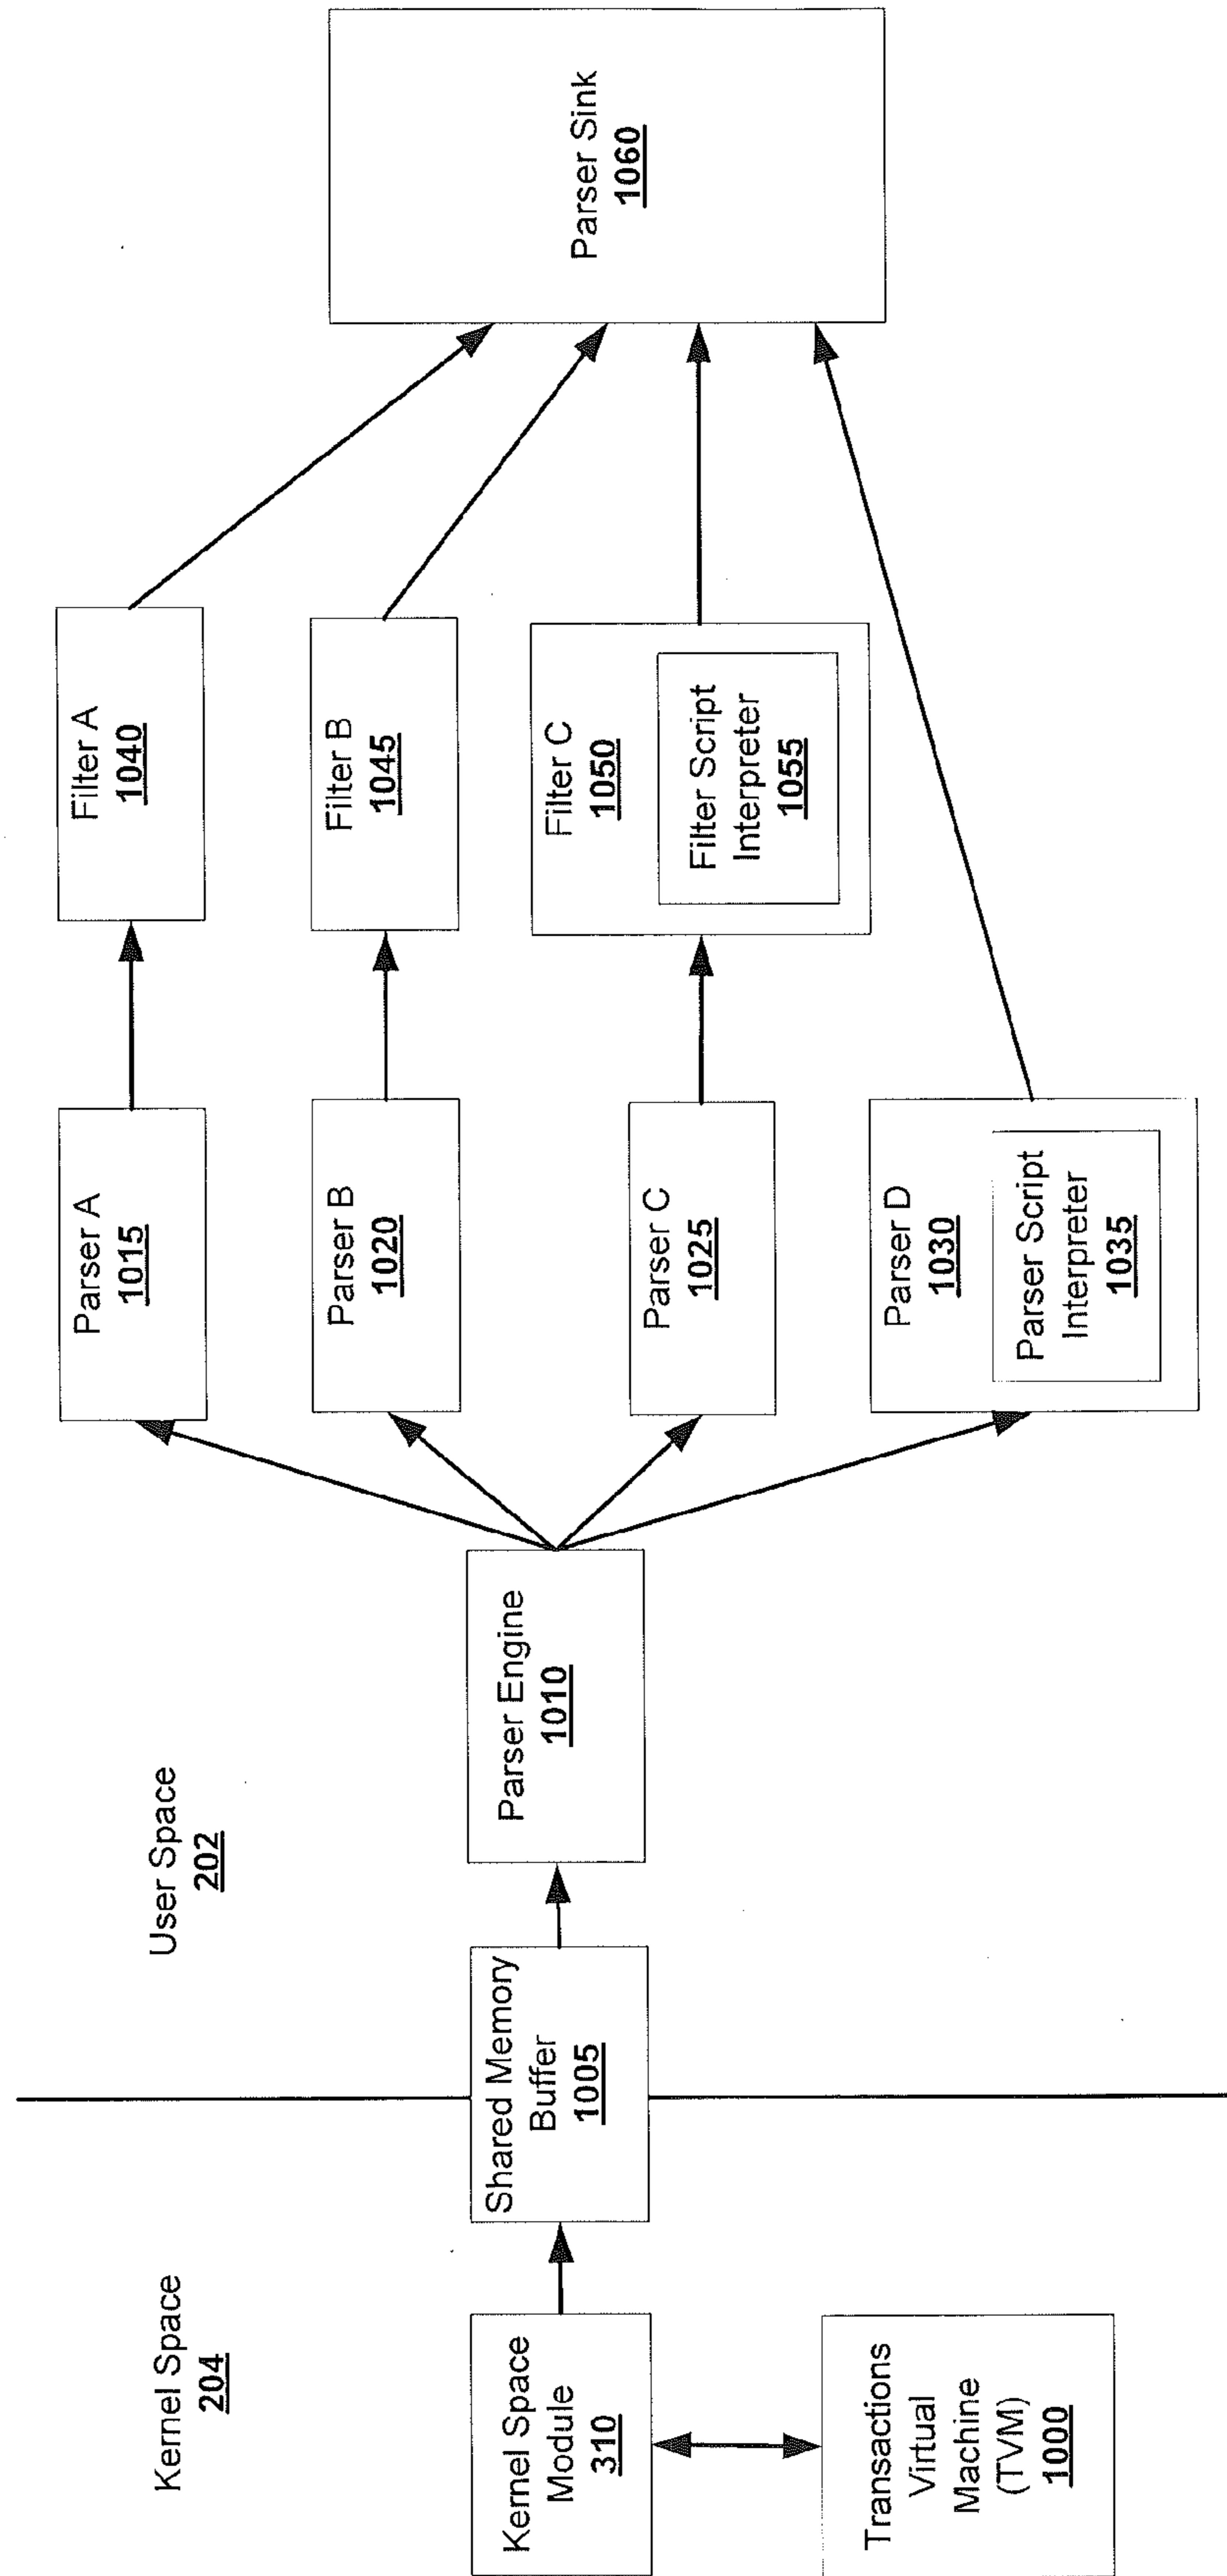 Kernel Space
204
User Space
202
Kernel Space
Module
310
Transactions
Virtual
Machine
(TVM)
1000
Shared Memory
Buffer
1005
Parser Engine
1010
Parser A
1015
Parser B
1020
Parser C
1025
Parser D
1030
Parser Script
Interpreter
1035
Filter A
1040
Filter B
1045
Filter C
1050
Filter Script
Interpreter
1055
Parser Sink
1060